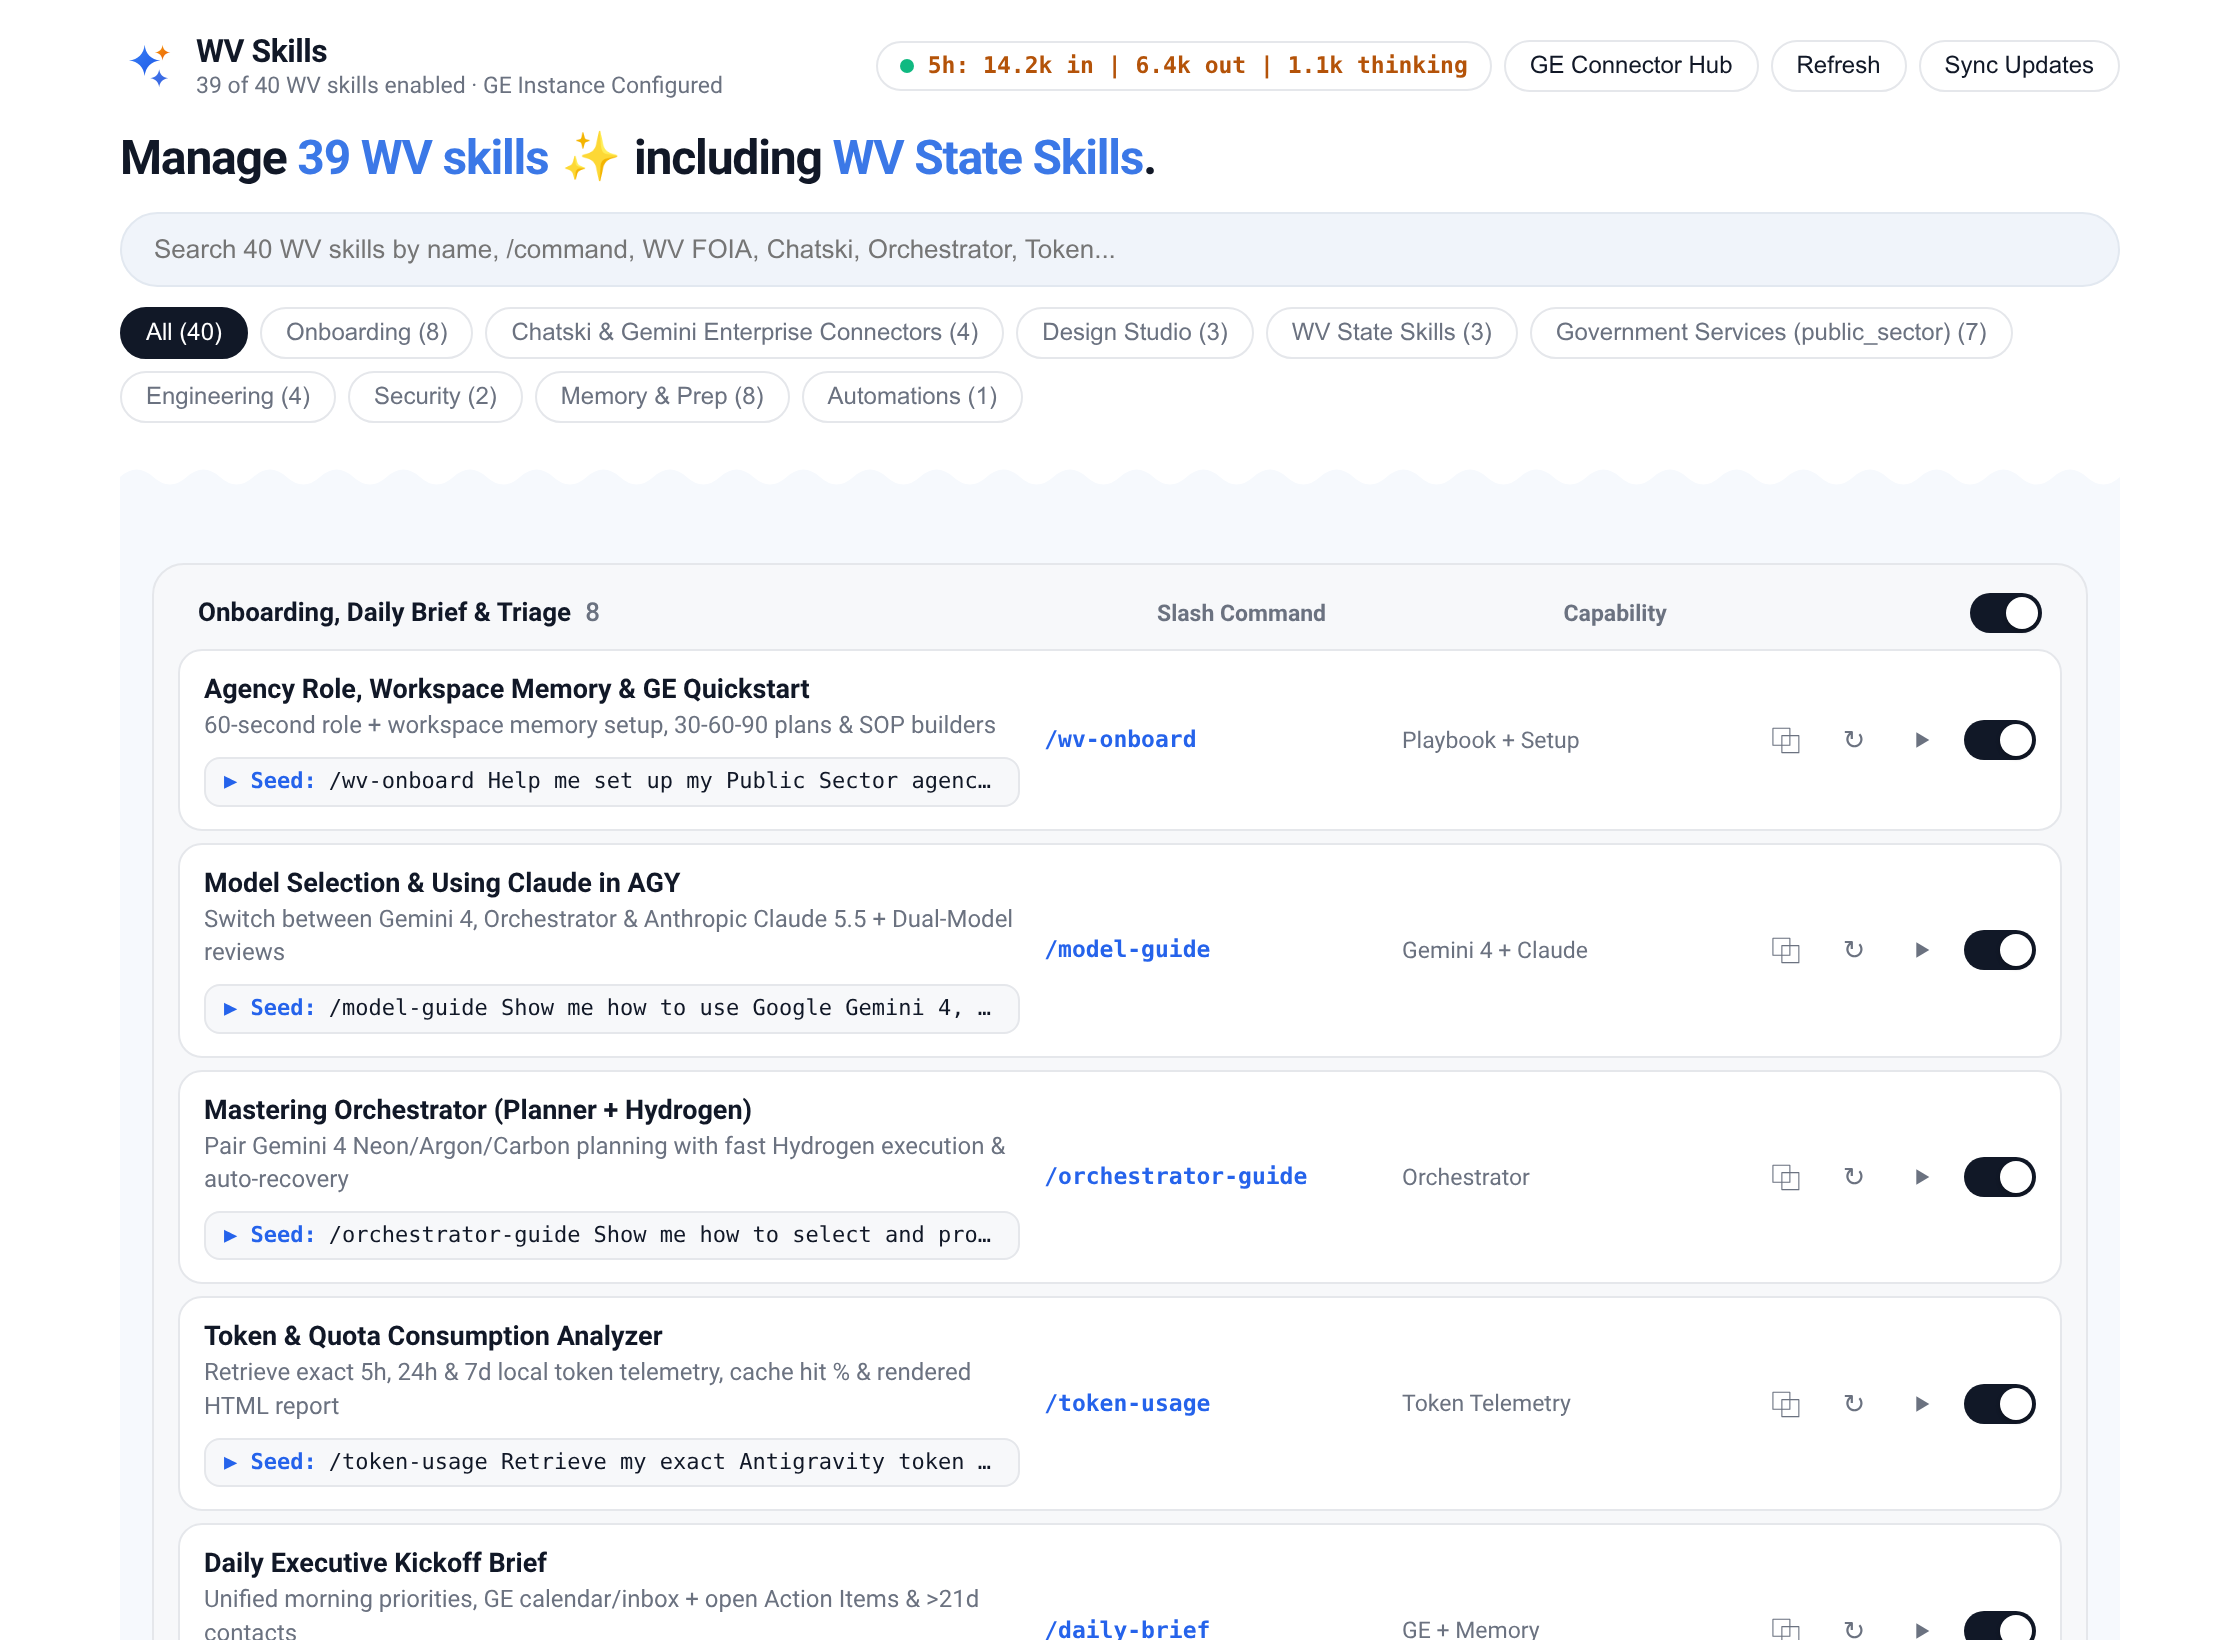 WV Skills
39 of 40 WV skills enabled · GE Instance Configured
5h: 14.2k in | 6.4k out | 1.1k thinking
GE Connector Hub
Refresh
Sync Updates
Manage 39 WV skills ✨ including WV State Skills.
Search 40 WV skills by name, /command, WV FOIA, Chatski, Orchestrator, Token...
All (40)
Onboarding (8)
Chatski & Gemini Enterprise Connectors (4)
Design Studio (3)
WV State Skills (3)
Government Services (public_sector) (7)
Engineering (4)
Security (2)
Memory & Prep (8)
Automations (1)
Onboarding, Daily Brief & Triage 8
Slash Command
Capability
Agency Role, Workspace Memory & GE Quickstart
60-second role + workspace memory setup, 30-60-90 plans & SOP builders
▶ Seed: /wv-onboard Help me set up my Public Sector agenc…
/wv-onboard
Playbook + Setup
Model Selection & Using Claude in AGY
Switch between Gemini 4, Orchestrator & Anthropic Claude 5.5 + Dual-Model
reviews
▶ Seed: /model-guide Show me how to use Google Gemini 4, …
/model-guide
Gemini 4 + Claude
Mastering Orchestrator (Planner + Hydrogen)
Pair Gemini 4 Neon/Argon/Carbon planning with fast Hydrogen execution &
auto-recovery
▶ Seed: /orchestrator-guide Show me how to select and pro…
/orchestrator-guide
Orchestrator
Token & Quota Consumption Analyzer
Retrieve exact 5h, 24h & 7d local token telemetry, cache hit % & rendered
HTML report
▶ Seed: /token-usage Retrieve my exact Antigravity token …
/token-usage
Token Telemetry
Daily Executive Kickoff Brief
Unified morning priorities, GE calendar/inbox + open Action Items & >21d
contacts
/daily-brief
GE + Memory